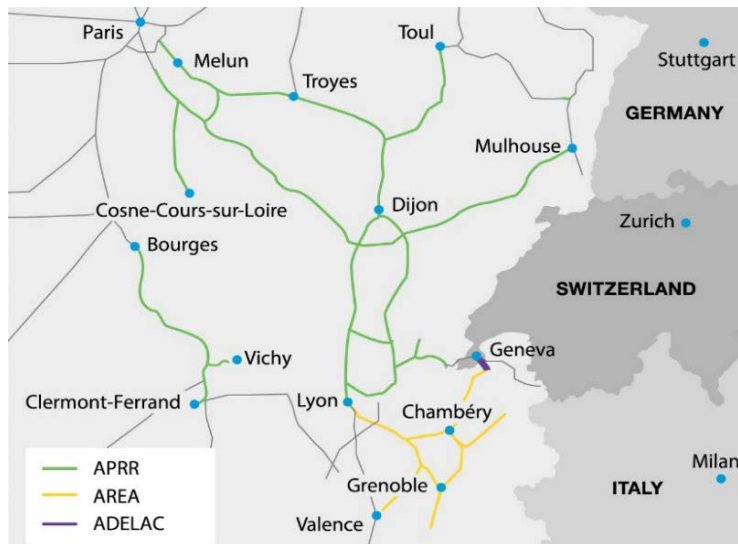 Paris
Toul
Melun
Stuttgart
Troyes
GERMANY
Mulhouse
Cosne-Cours-sur-Loire
Dijon
Zurich
Bourges
SWITZERLAND
Geneva
Vichy
Clermont-Ferrand
Lyon
Chambéry
APRR
AREA
ADELAC
Grenoble
Milan
ITALY
Valence